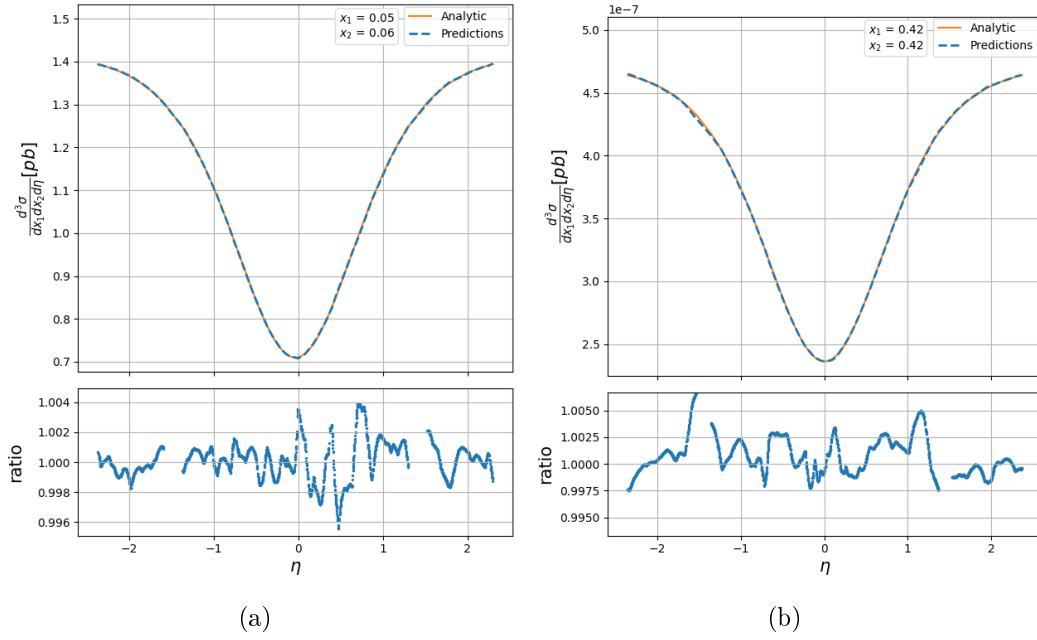 x₁ = 0.05
x₂ = 0.06
Analytic
Predictions
1.5
1.4
1.3
1.2
1.1
1.0
0.9
0.8
0.7
d³σ/dx₁dx₂dη [pb]
1.004
1.002
1.000
0.998
0.996
ratio
−2 −1 0 1 2
η
(a)
1e−7
x₁ = 0.42
x₂ = 0.42
Analytic
Predictions
5.0
4.5
4.0
3.5
3.0
2.5
d³σ/dx₁dx₂dη [pb]
1.0050
1.0025
1.0000
0.9975
0.9950
ratio
−2 −1 0 1 2
η
(b)